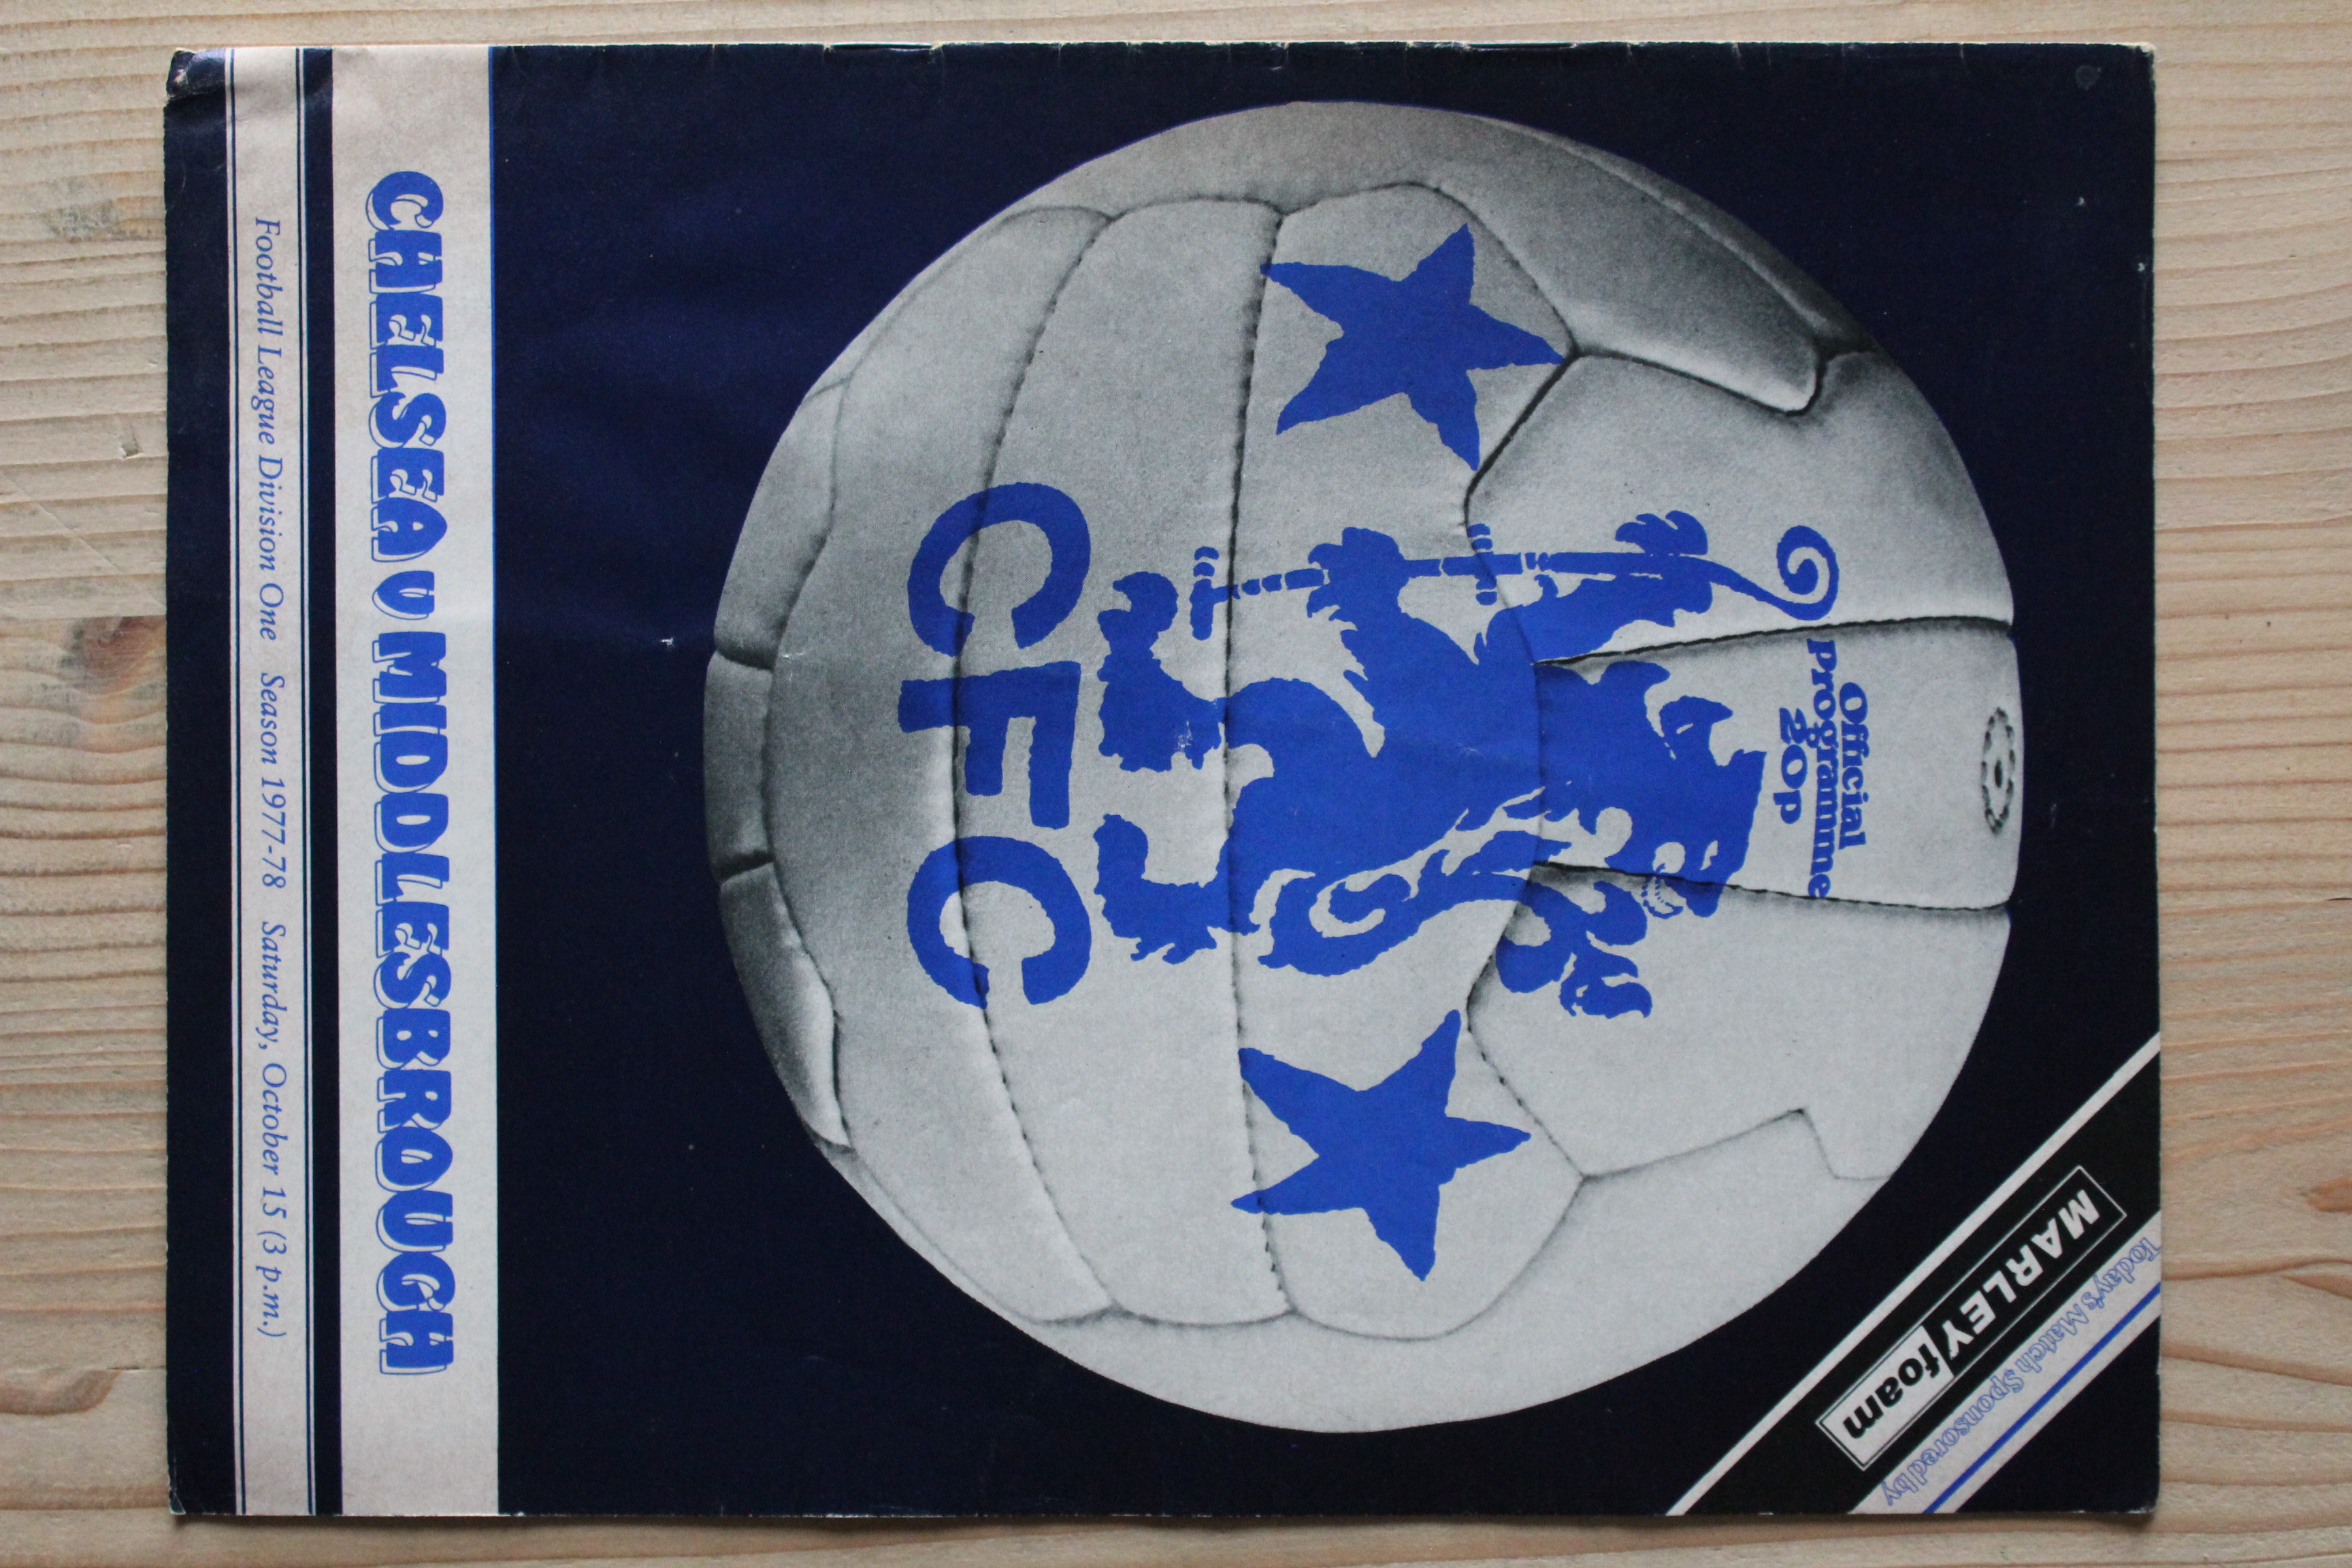 Today's Match Sponsored by
MARLEY foam
Official
Programme
20p
CFC
CHELSEA v MIDDLESBROUGH
Football League Division One Season 1977-78 Saturday, October 15 (3 p.m.)